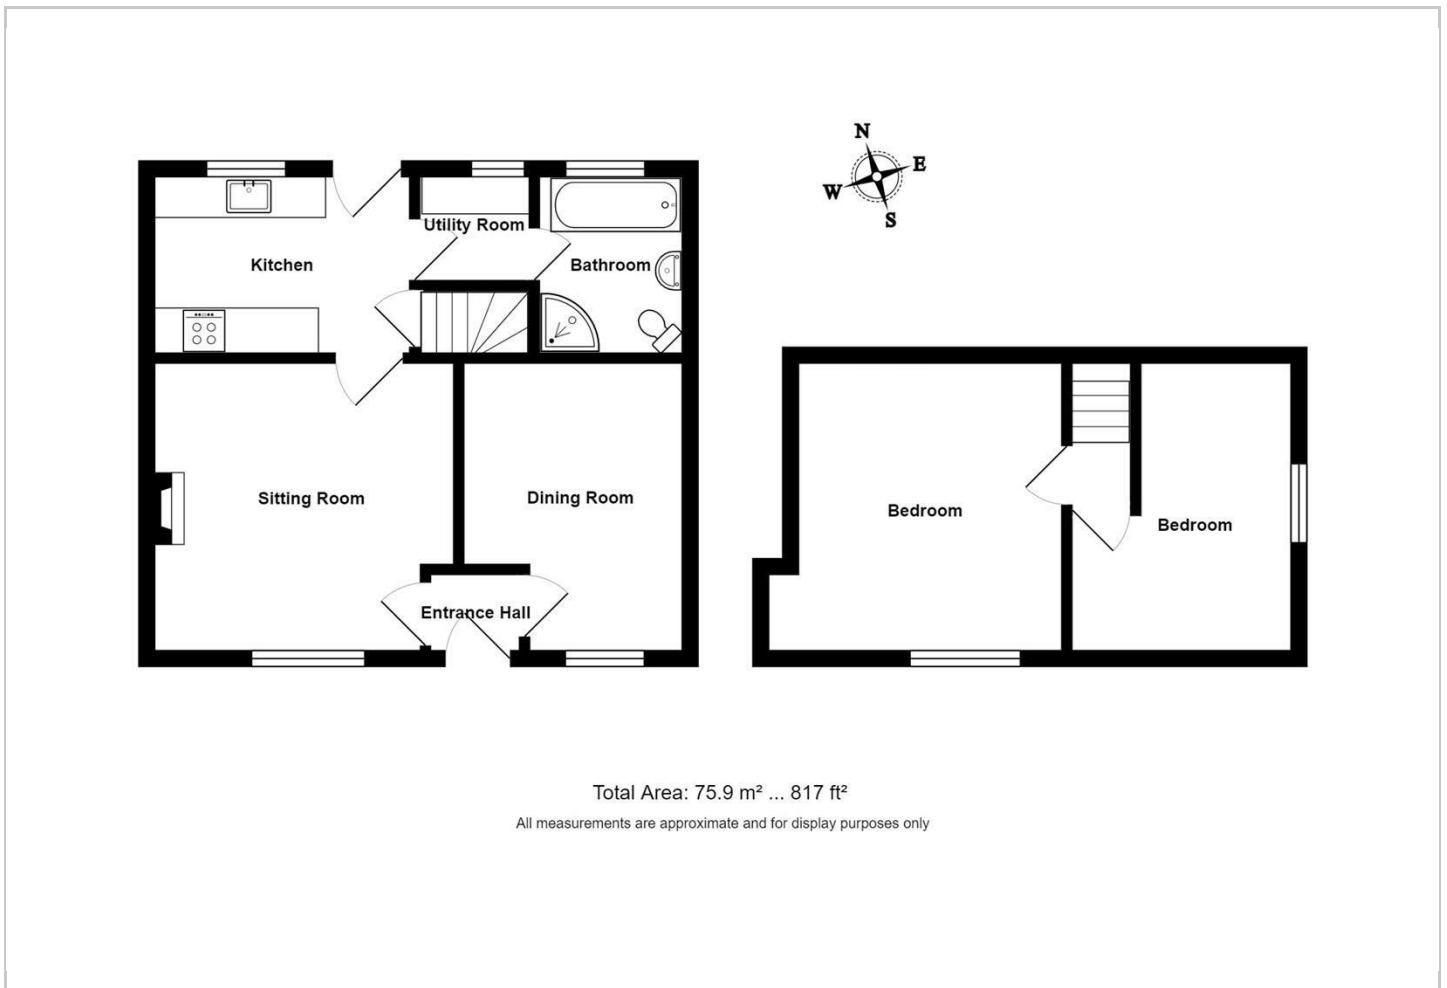 N
E
W
S
Utility Room
Kitchen
Bathroom
Sitting Room
Dining Room
Entrance Hall
Bedroom
Bedroom
Total Area: 75.9 m² ... 817 ft²
All measurements are approximate and for display purposes only